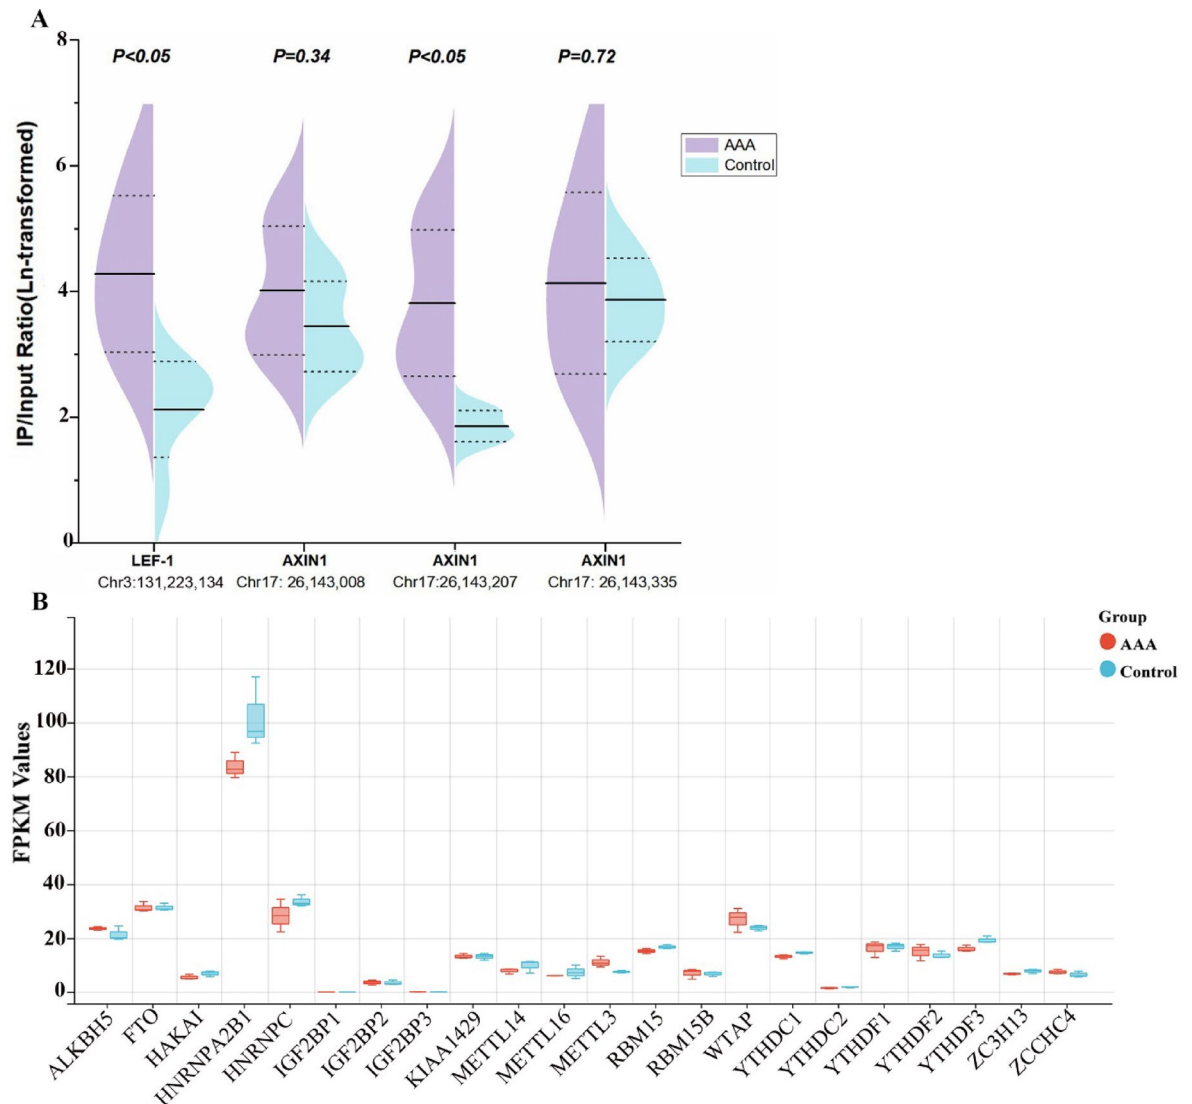 A
8
6
4
2
0
IP/Input Ratio(Ln-transformed)
P<0.05 P=0.34 P<0.05 P=0.72
AAA
Control
LEF-1 AXIN1 AXIN1 AXIN1
Chr3:131,223,134 Chr17: 26,143,008 Chr17:26,143,207 Chr17: 26,143,335
B
Group
AAA
Control
FPKM Values
120
100
80
60
40
20
0
ALKBH5
FTO
HAKAI
HNRNPA2B1
HNRNPC
IGF2BP1
IGF2BP2
IGF2BP3
KIAA1429
METTL14
METTL16
METTL3
RBM15
RBM15B
WTAP
YTHDC1
YTHDC2
YTHDF1
YTHDF2
YTHDF3
ZC3H13
ZCCHC4